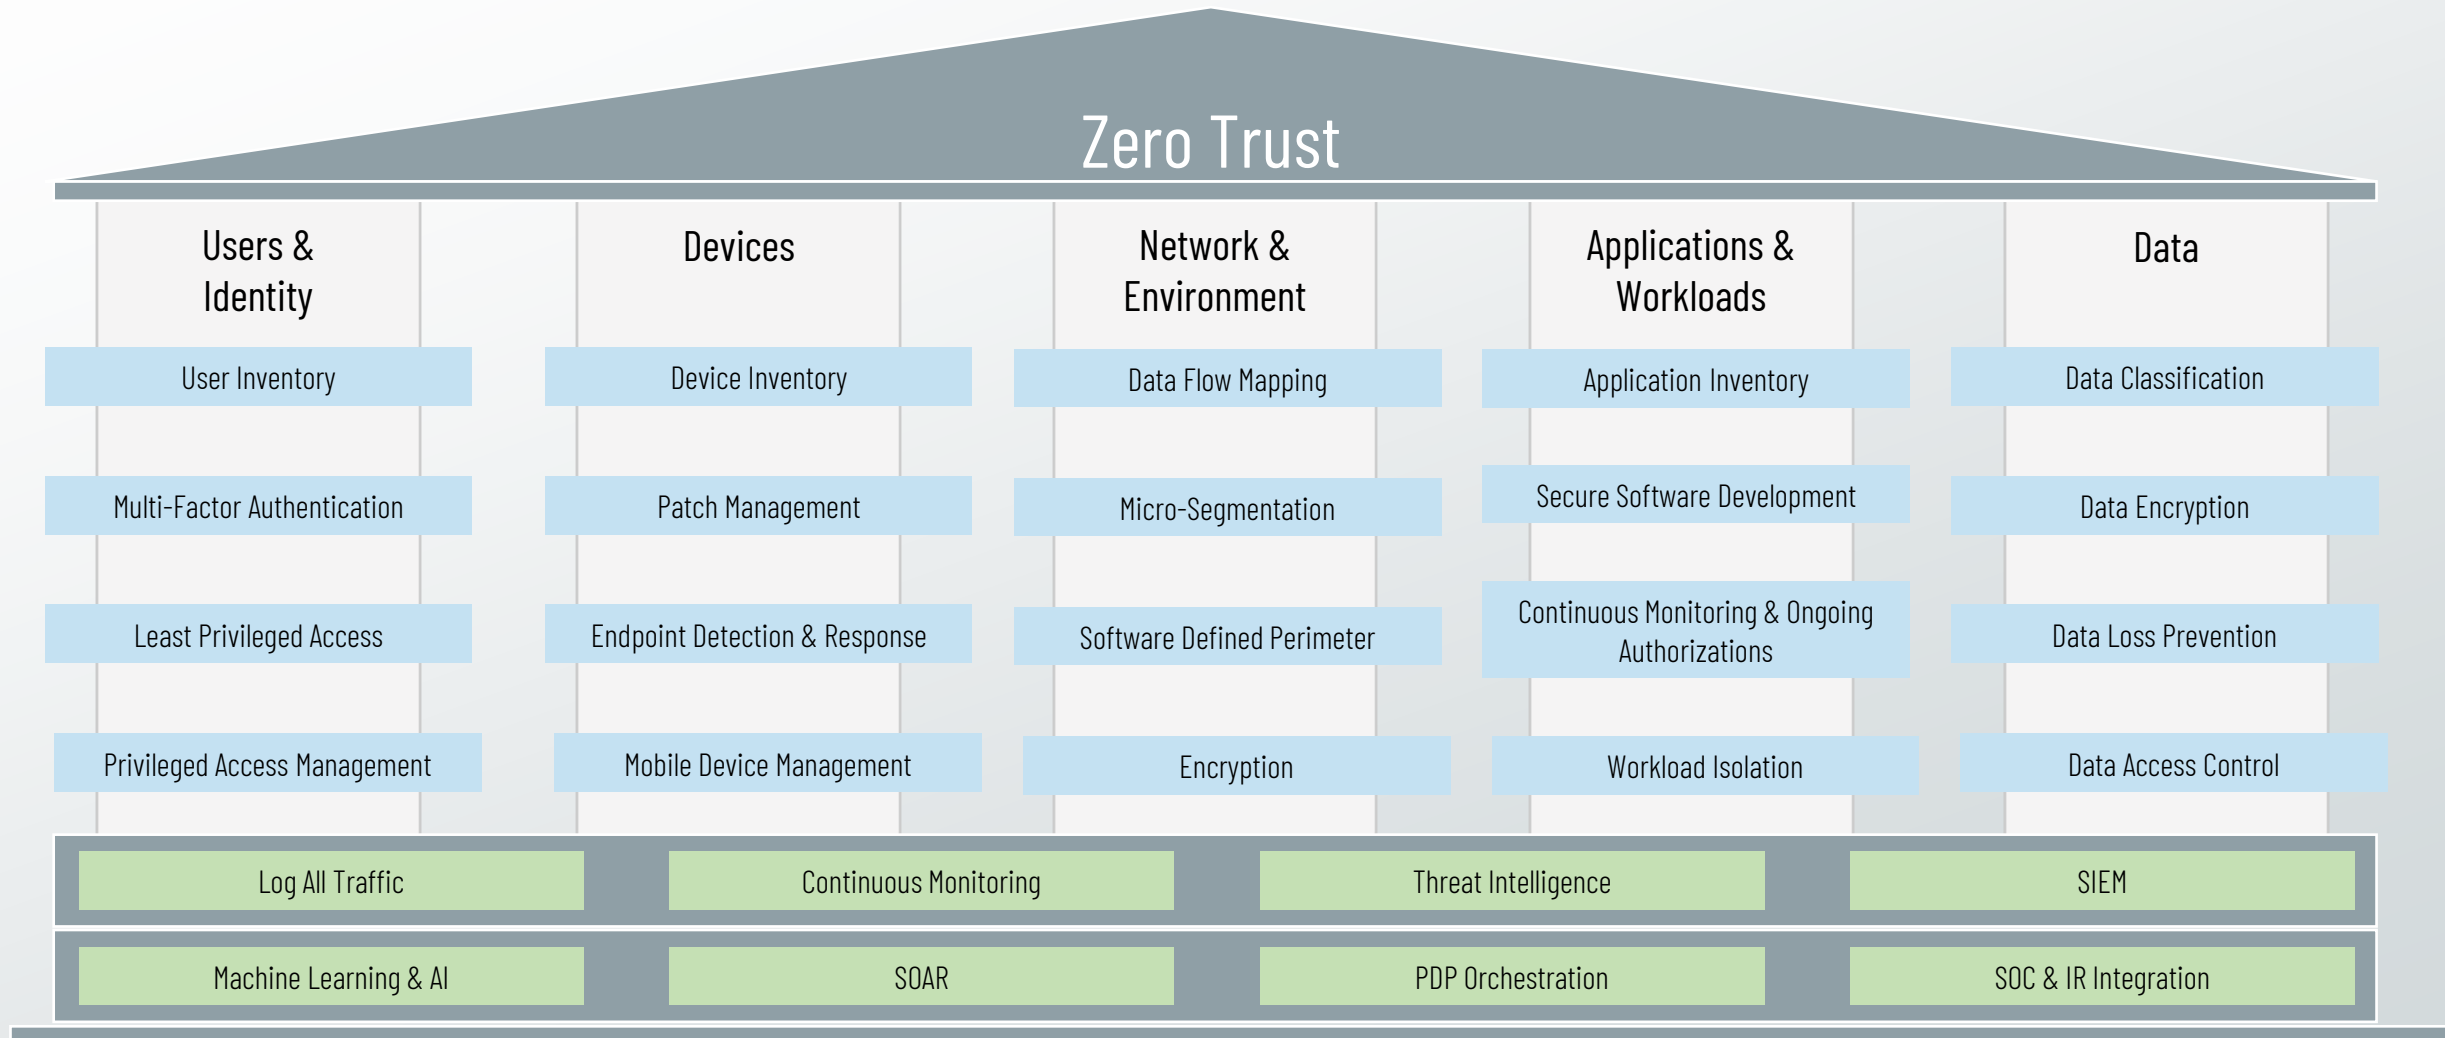 Zero Trust
Users &
Identity
Devices
Network &
Environment
Applications &
Workloads
Data
User Inventory
Device Inventory
Data Flow Mapping
Application Inventory
Data Classification
Multi-Factor Authentication
Patch Management
Micro-Segmentation
Secure Software Development
Data Encryption
Least Privileged Access
Endpoint Detection & Response
Software Defined Perimeter
Continuous Monitoring & Ongoing
Authorizations
Data Loss Prevention
Privileged Access Management
Mobile Device Management
Encryption
Workload Isolation
Data Access Control
Log All Traffic
Continuous Monitoring
Threat Intelligence
SIEM
Machine Learning & AI
SOAR
PDP Orchestration
SOC & IR Integration